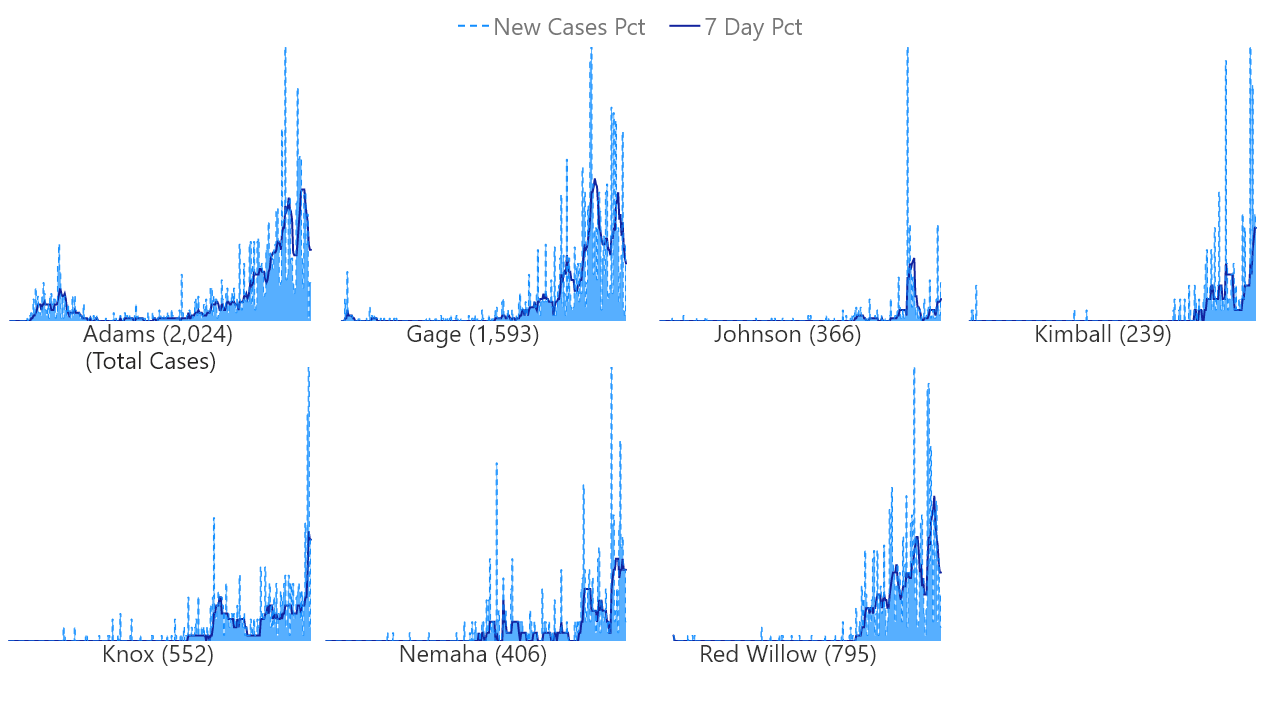 New Cases Pct 7 Day Pct
Adams (2,024)
(Total Cases)
Gage (1,593)
Johnson (366)
Kimball (239)
Knox (552)
Nemaha (406)
Red Willow (795)